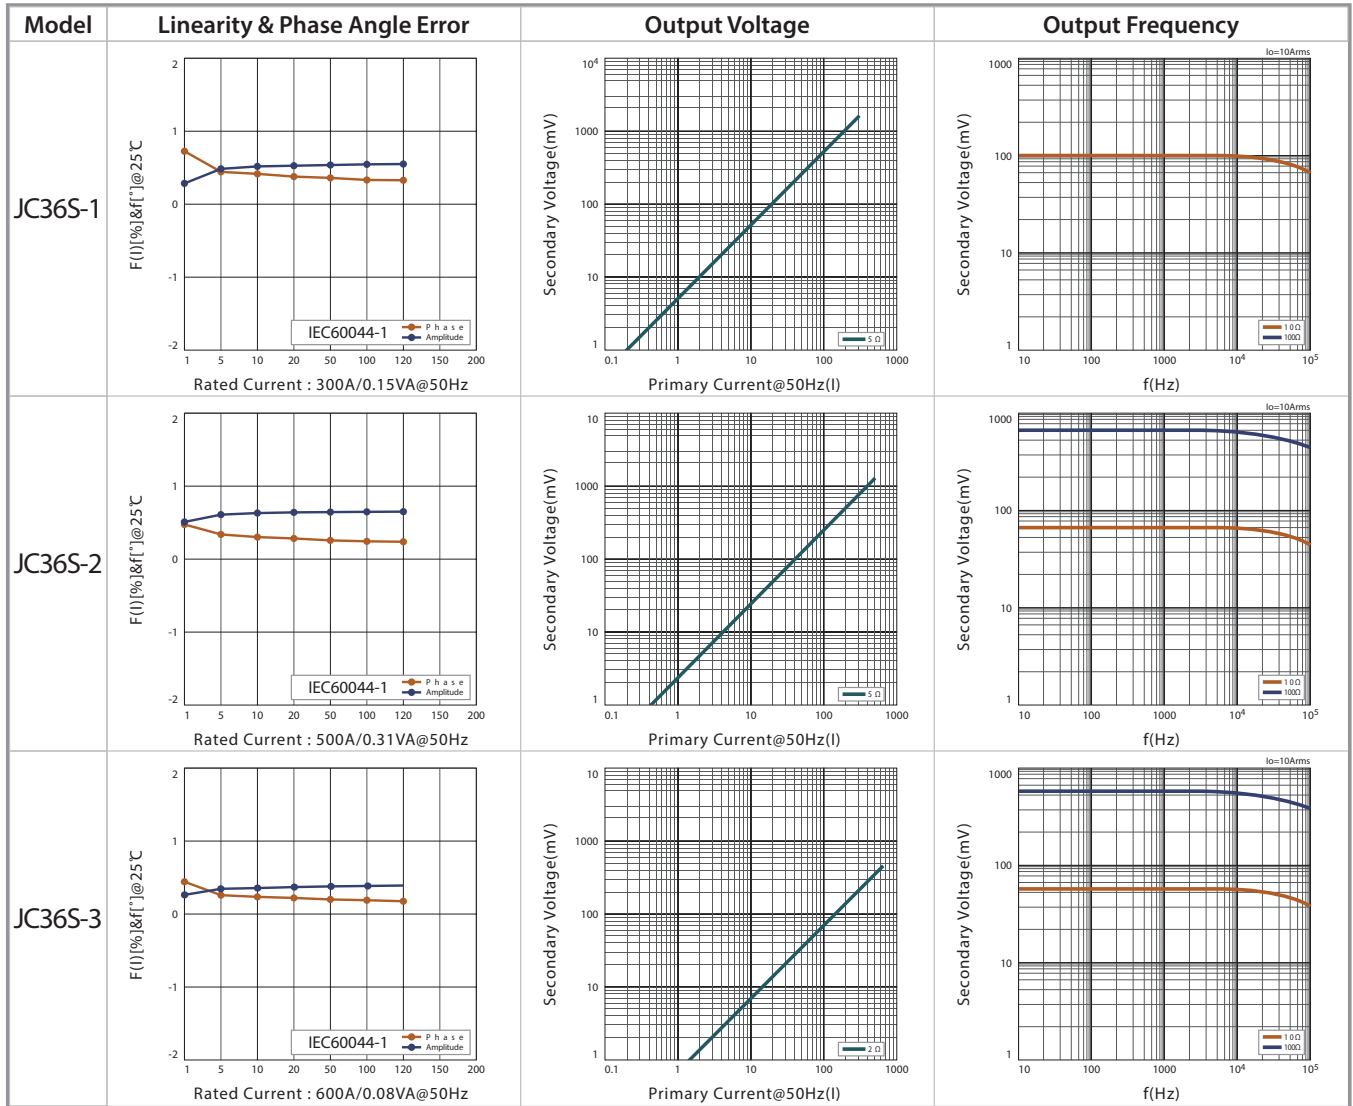 Model Linearity & Phase Angle Error Output Voltage Output Frequency
JC36S-1
F(I)[%]&f[°]@25℃
2
1
0
-1
-2
IEC60044-1
Phase
Amplitude
1 5 10 20 50 100 120 150 200
Rated Current : 300A/0.15VA@50Hz
Secondary Voltage(mV)
10⁴
1000
100
10
1
5 Ω
0.1 1 10 100 1000
Primary Current@50Hz(I)
Io=10Arms
Secondary Voltage(mV)
1000
100
10
1
10Ω
100Ω
10 100 1000 10⁴ 10⁵
f(Hz)
JC36S-2
F(I)[%]&f[°]@25℃
2
1
0
-1
-2
IEC60044-1
Phase
Amplitude
1 5 10 20 50 100 120 150 200
Rated Current : 500A/0.31VA@50Hz
Secondary Voltage(mV)
10
1000
100
10
1
5 Ω
0.1 1 10 100 1000
Primary Current@50Hz(I)
Io=10Arms
Secondary Voltage(mV)
1000
100
10
1
10Ω
100Ω
10 100 1000 10⁴ 10⁵
f(Hz)
JC36S-3
F(I)[%]&f[°]@25℃
2
1
0
-1
-2
IEC60044-1
Phase
Amplitude
1 5 10 20 50 100 120 150 200
Rated Current : 600A/0.08VA@50Hz
Secondary Voltage(mV)
10
1000
100
10
1
2 Ω
0.1 1 10 100 1000
Primary Current@50Hz(I)
Io=10Arms
Secondary Voltage(mV)
1000
100
10
1
10Ω
100Ω
10 100 1000 10⁴ 10⁵
f(Hz)